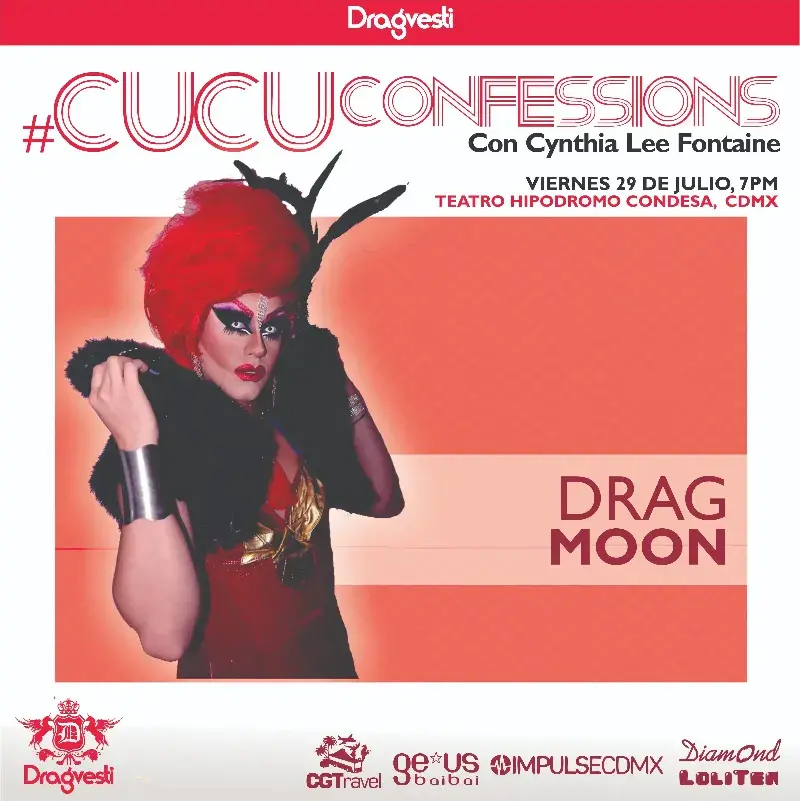 Dragvesti
#CUCUCONFESSIONS
Con Cynthia Lee Fontaine
VIERNES 29 DE JULIO, 7PM
TEATRO HIPODROMO CONDESA, CDMX
DRAG
MOON
D
Dragvesti
CGTravel
ge☆us
baibai
IMPULSECDMX
Diamond
LOLITEM